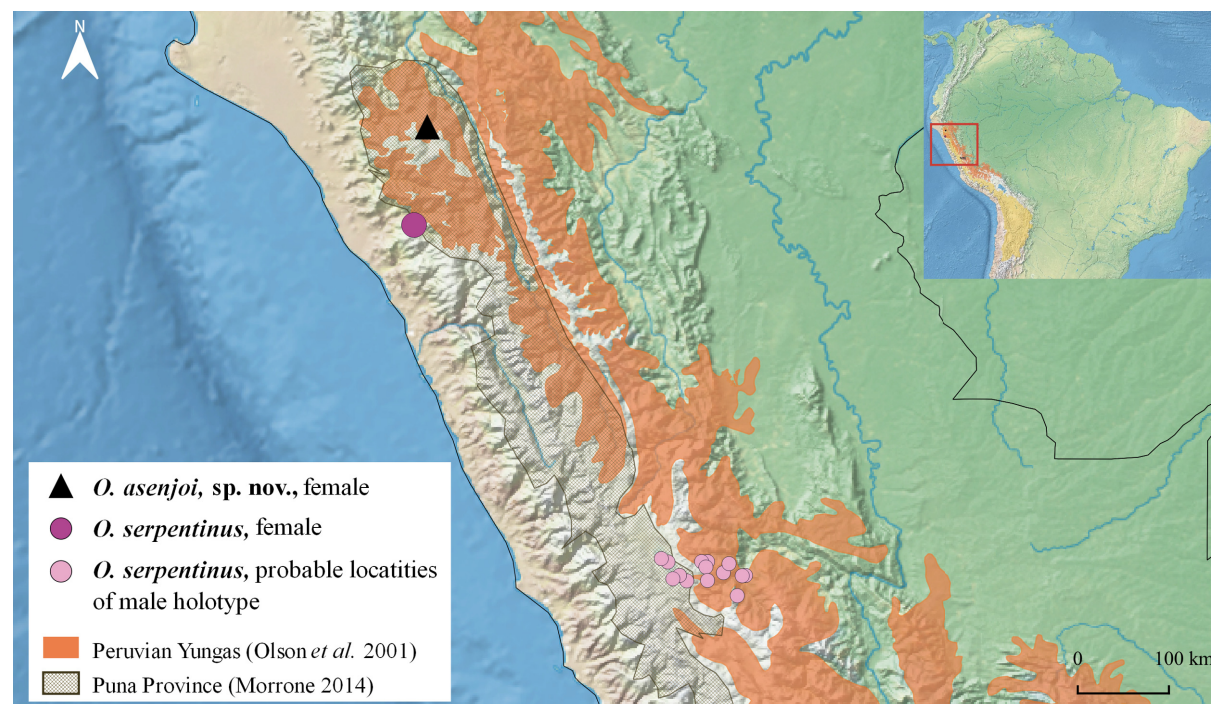 N
O. asenjoi, sp. nov., female
O. serpentinus, female
O. serpentinus, probable locatities
of male holotype
Peruvian Yungas (Olson et al. 2001)
Puna Province (Morrone 2014)
0 100 km